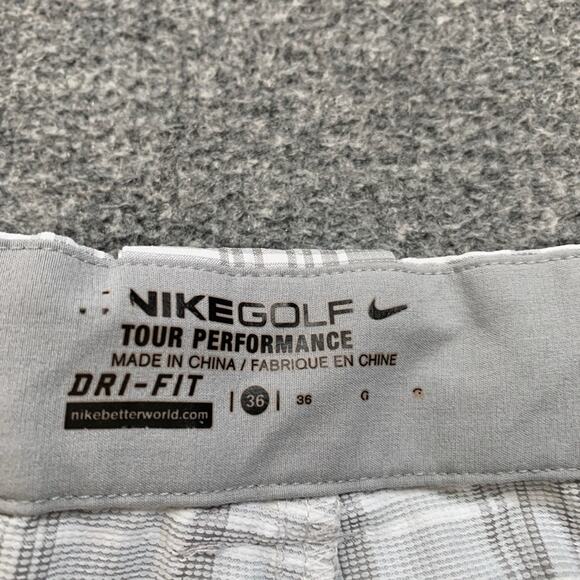 NIKEGOLF
TOUR PERFORMANCE
MADE IN CHINA / FABRIQUE EN CHINE
DRI-FIT | 36 | 36 G
nikebetterworld.com